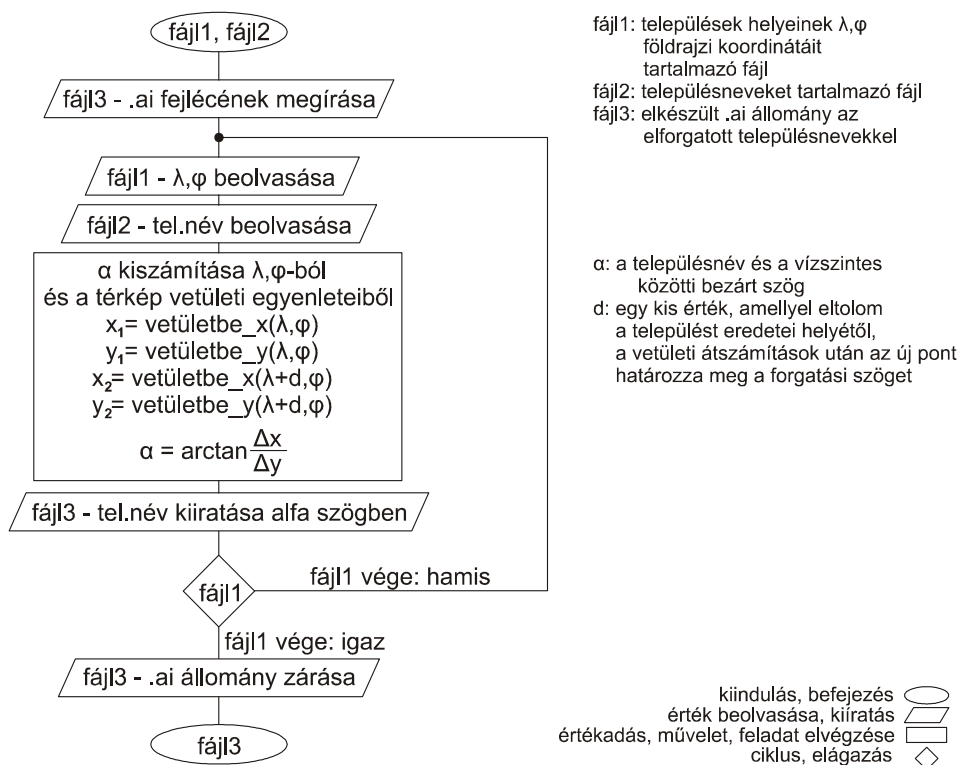 fájl1, fájl2
fájl3 - .ai fejlécének megírása
fájl1 - λ,φ beolvasása
fájl2 - tel.név beolvasása
α kiszámítása λ,φ-ból
és a térkép vetületi egyenleteiből
x₁= vetületbe_x(λ,φ)
y₁= vetületbe_y(λ,φ)
x₂= vetületbe_x(λ+d,φ)
y₂= vetületbe_y(λ+d,φ)
α = arctan Δx/Δy
fájl3 - tel.név kiiratása alfa szögben
fájl1
fájl1 vége: hamis
fájl1 vége: igaz
fájl3 - .ai állomány zárása
fájl3
fájl1: települések helyeinek λ,φ
földrajzi koordinátáit
tartalmazó fájl
fájl2: településneveket tartalmazó fájl
fájl3: elkészült .ai állomány az
elforgatott településnevekkel
α: a településnév és a vízszintes
közötti bezárt szög
d: egy kis érték, amellyel eltolom
a települést eredetei helyétől,
a vetületi átszámítások után az új pont
határozza meg a forgatási szöget
kiindulás, befejezés
érték beolvasása, kiíratás
értékadás, művelet, feladat elvégzése
ciklus, elágazás